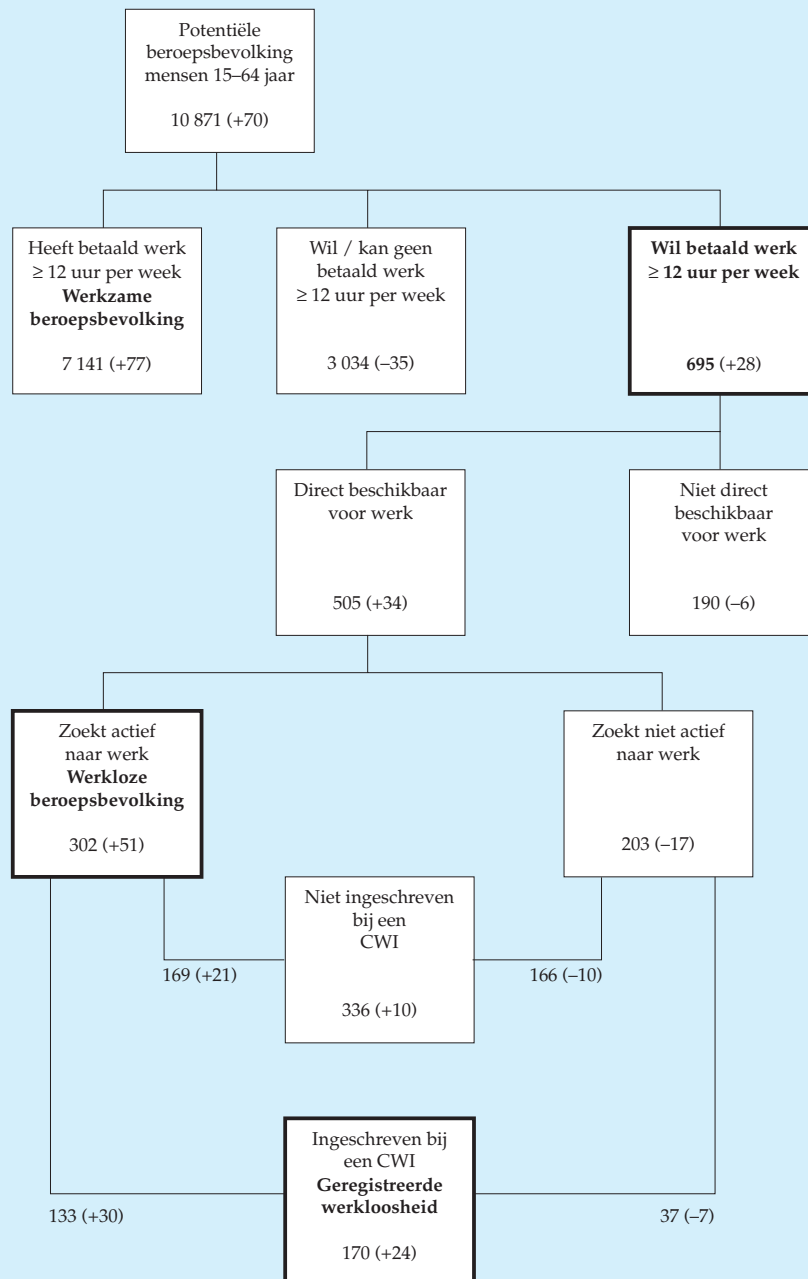 Potentiële
beroepsbevolking
mensen 15–64 jaar
10 871 (+70)
Heeft betaald werk
≥ 12 uur per week
Werkzame
beroepsbevolking
7 141 (+77)
Wil / kan geen
betaald werk
≥ 12 uur per week
3 034 (–35)
Wil betaald werk
≥ 12 uur per week
695 (+28)
Direct beschikbaar
voor werk
505 (+34)
Niet direct
beschikbaar
voor werk
190 (–6)
Zoekt actief
naar werk
Werkloze
beroepsbevolking
302 (+51)
Zoekt niet actief
naar werk
203 (–17)
Niet ingeschreven
bij een
CWI
336 (+10)
169 (+21)
166 (–10)
Ingeschreven bij
een CWI
Geregistreerde
werkloosheid
170 (+24)
133 (+30)
37 (–7)